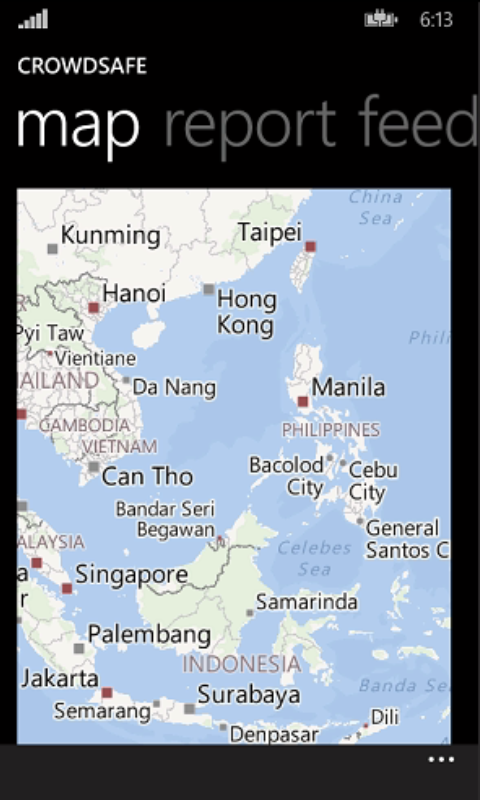 6:13
CROWDSAFE
map report feed
China
Sea
Kunming
Taipei
Hanoi
Hong
Kong
Pyi Taw
Vientiane
Phili
AILAND
Da Nang
Manila
CAMBODIA
PHILIPPINES
VIETNAM
Bacolod
City
Cebu
City
Can Tho
Bandar Seri
Begawan
General
Santos C
ALAYSIA
Celebes
Sea
a
r
Singapore
Samarinda
Palembang
INDONESIA
Jakarta
Banda Se
Surabaya
Semarang
Dili
Denpasar